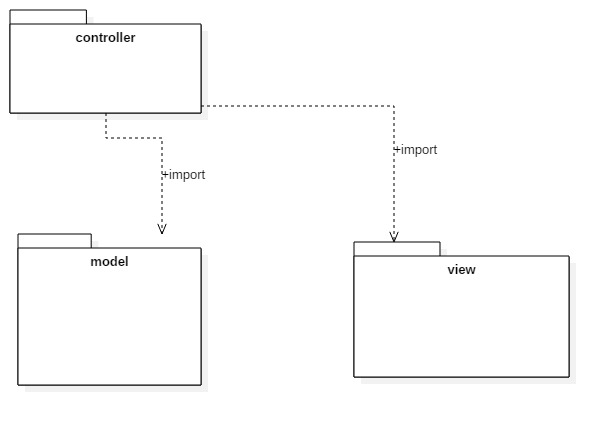 controller
+import
+import
model
view